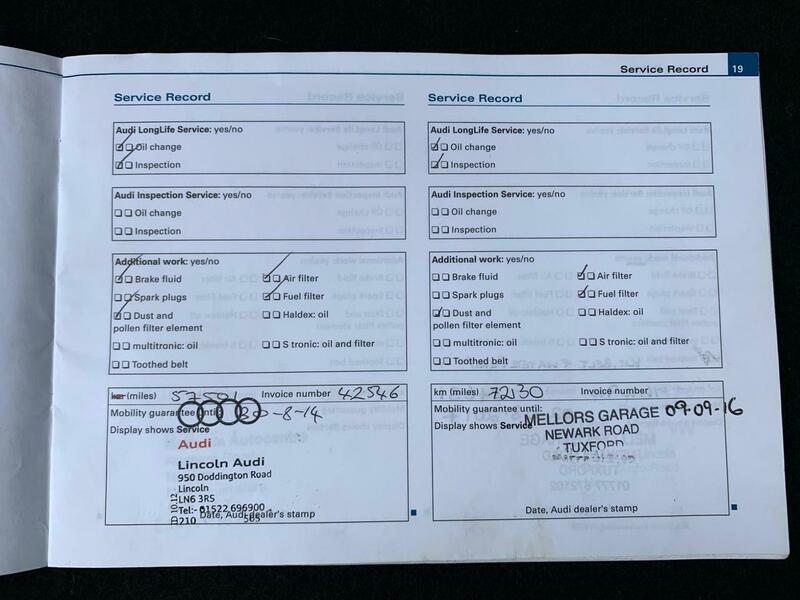 Service Record 19
Service Record
Audi LongLife Service: yes/no
Oil change
Inspection
Audi Inspection Service: yes/no
Oil change
Inspection
Additional work: yes/no
Brake fluid Air filter
Spark plugs Fuel filter
Dust and Haldex: oil
pollen filter element
multitronic: oil S tronic: oil and filter
Toothed belt
km (miles) Invoice number 42546
Mobility guarantee until -8-14
Display shows Service
Audi
Lincoln Audi
950 Doddington Road
Lincoln
LN6 3RS
Tel:- 01522 696900
Date, Audi dealer's stamp
210 565
Service Record
Audi LongLife Service: yes/no
Oil change
Inspection
Audi Inspection Service: yes/no
Oil change
Inspection
Additional work: yes/no
Brake fluid Air filter
Spark plugs Fuel filter
Dust and Haldex: oil
pollen filter element
multitronic: oil S tronic: oil and filter
Toothed belt
km (miles) 72130 Invoice number
Mobility guarantee until:
Display shows Service
MELLORS GARAGE 09-09-16
NEWARK ROAD
TUXFORD
Date, Audi dealer's stamp